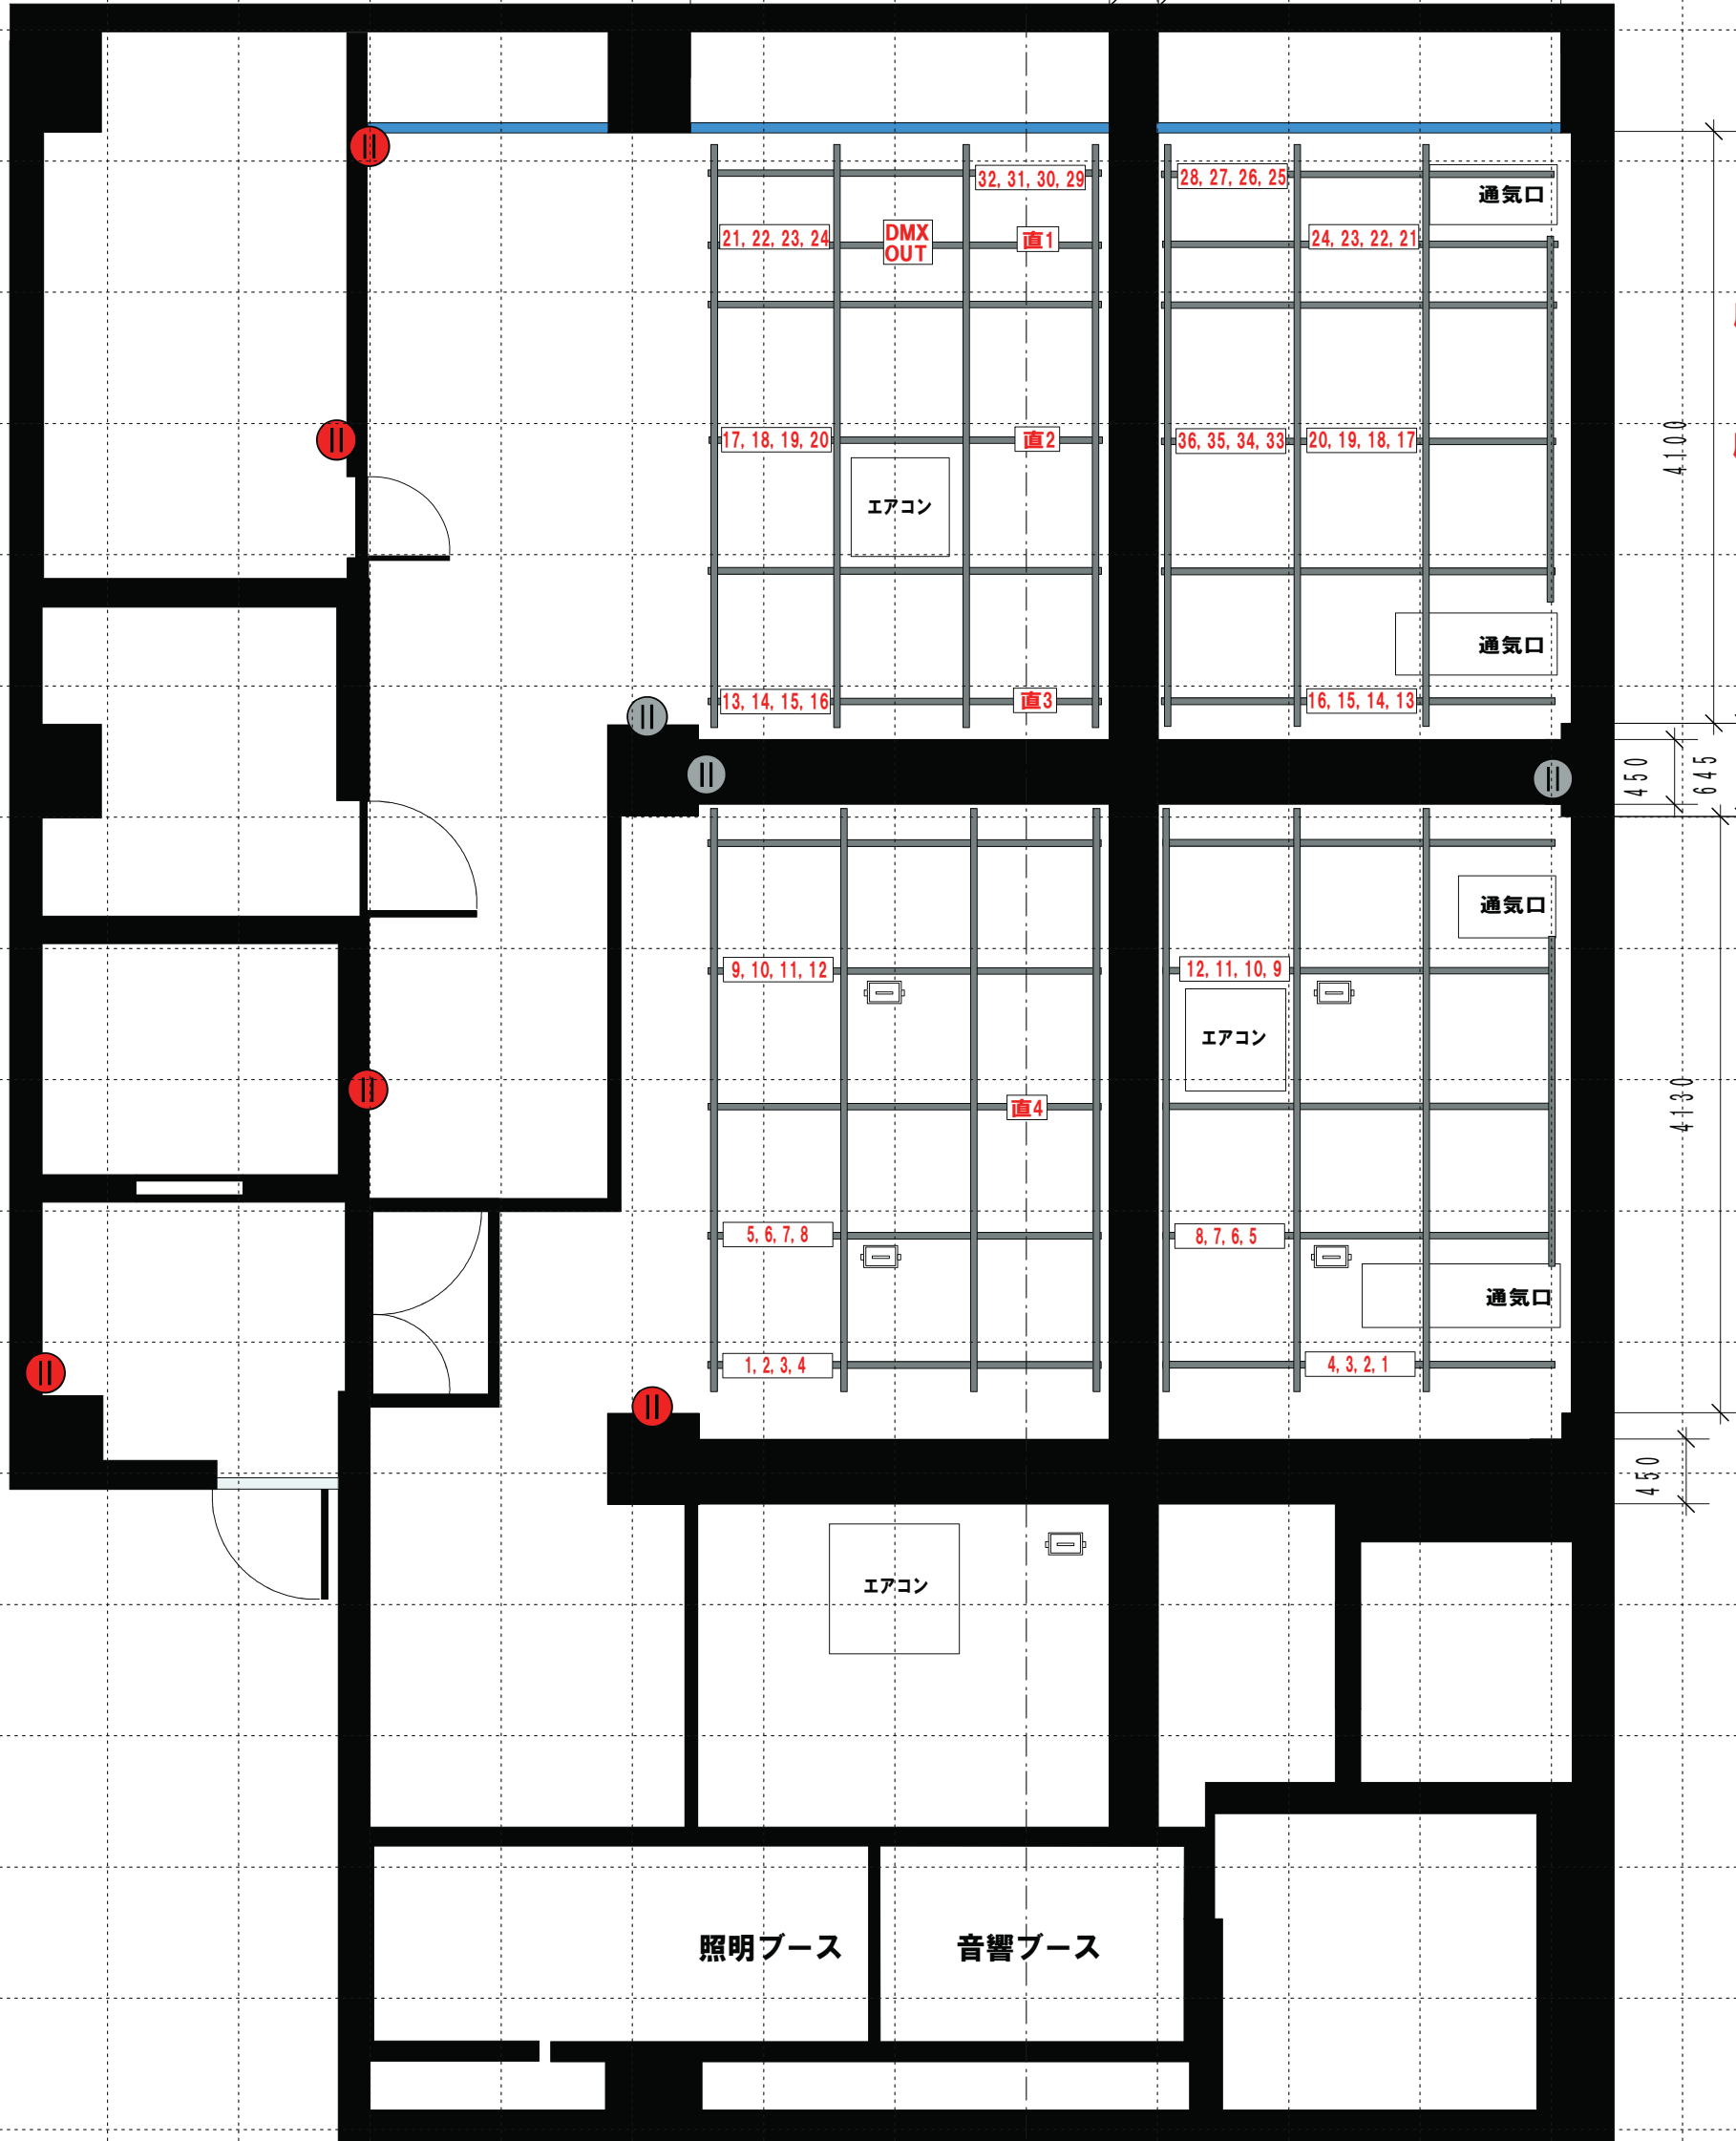 32, 31, 30, 29
28, 27, 26, 25
通気口
21, 22, 23, 24
DMX
OUT
直1
24, 23, 22, 21
17, 18, 19, 20
直2
36, 35, 34, 33
20, 19, 18, 17
4100
エアコン
通気口
13, 14, 15, 16
直3
16, 15, 14, 13
450
645
通気口
9, 10, 11, 12
12, 11, 10, 9
エアコン
直4
4130
5, 6, 7, 8
8, 7, 6, 5
通気口
1, 2, 3, 4
4, 3, 2, 1
450
エアコン
照明ブース
音響ブース